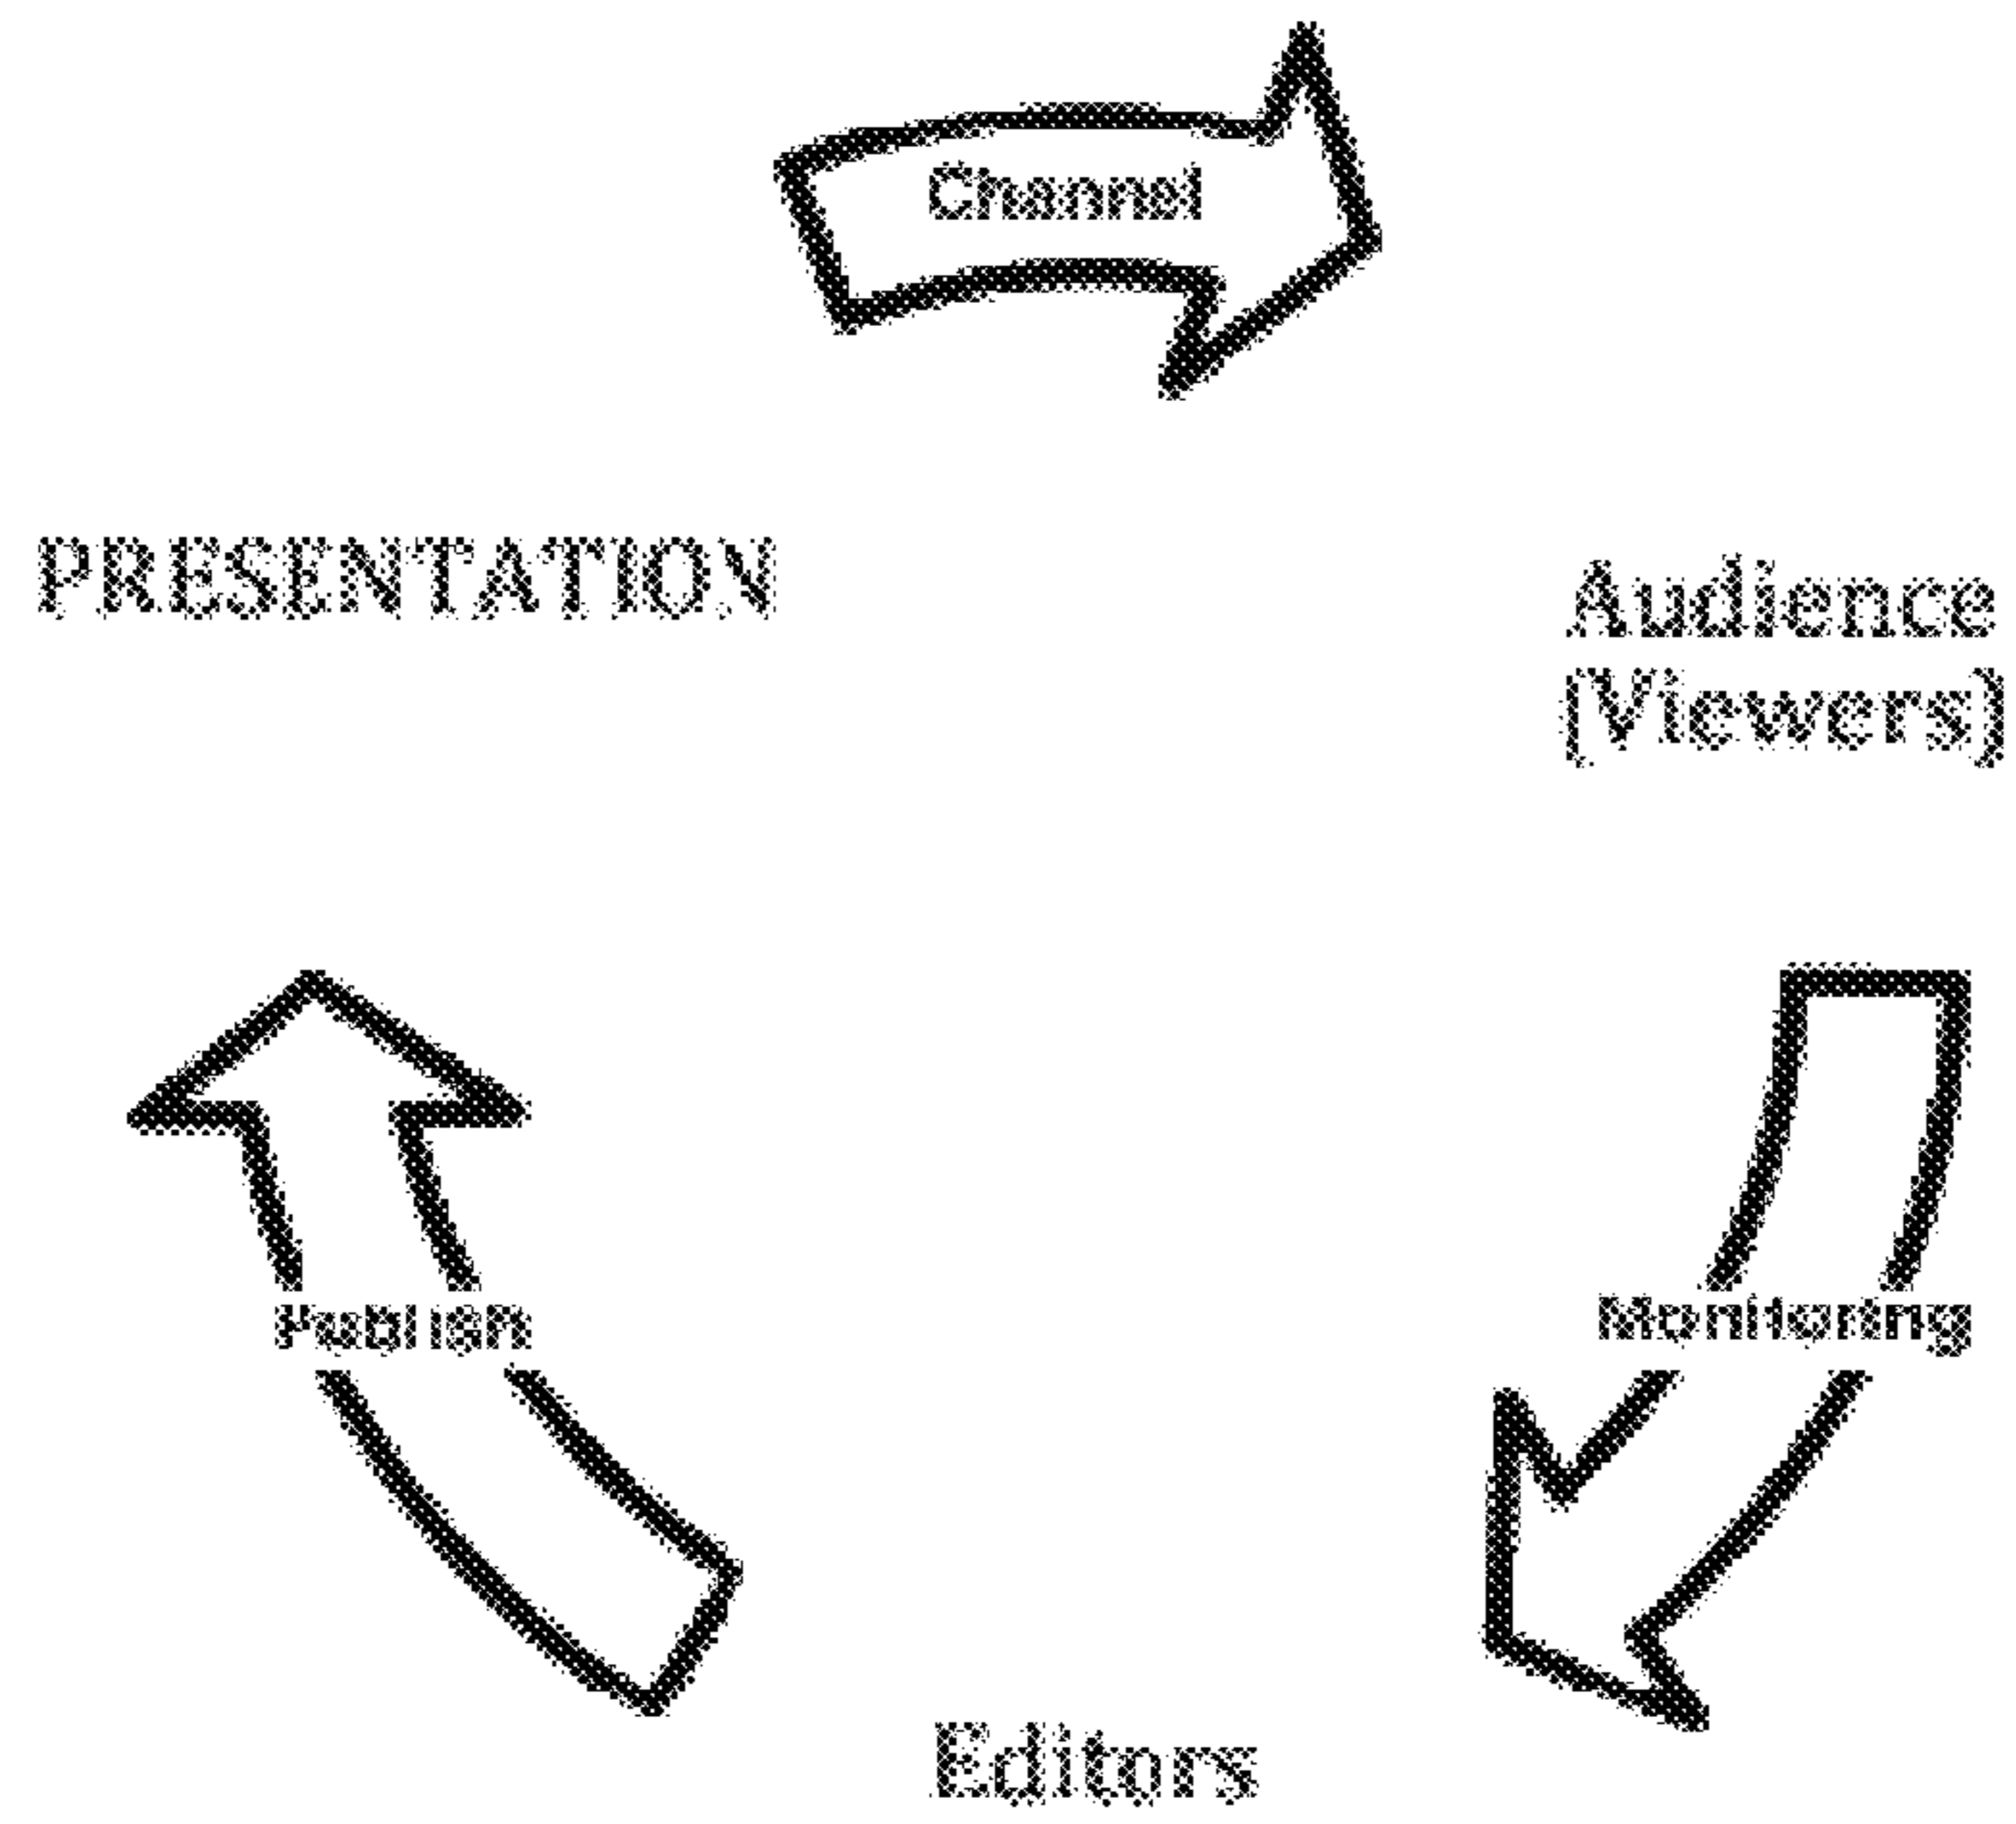 Channel
PRESENTATION
Audience
(Viewers)
Publish
Monitoring
Editors